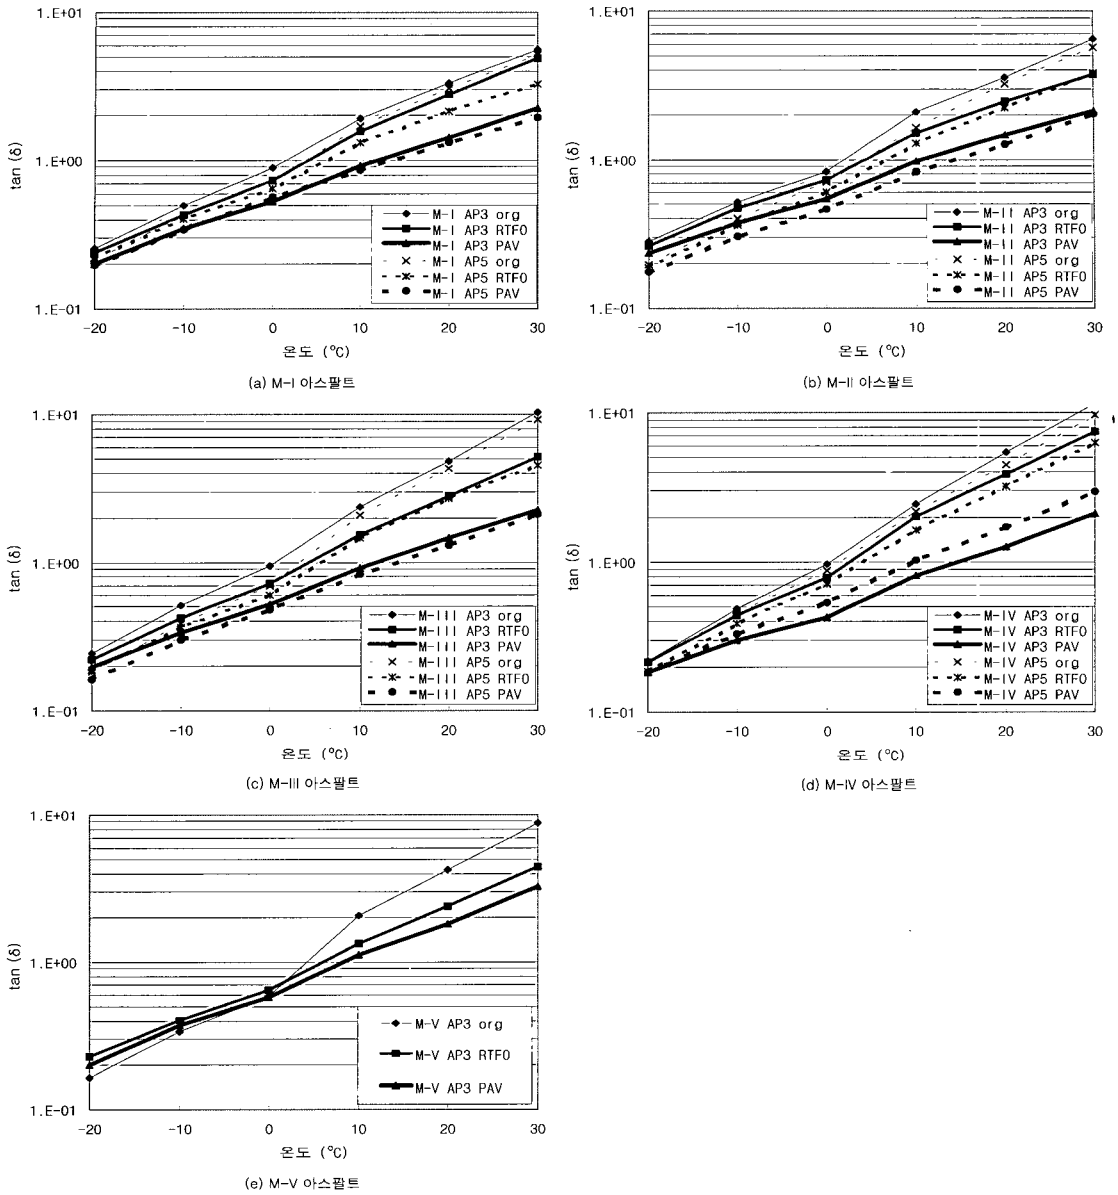 1.E+01
1.E+00
1.E-01
tan (δ)
-20 -10 0 10 20 30
온도 (°C)
M-I AP3 org
M-I AP3 RTFO
M-I AP3 PAV
M-I AP5 org
M-I AP5 RTFO
M-I AP5 PAV
(a) M-I 아스팔트
1.E+01
1.E+00
1.E-01
tan (δ)
-20 -10 0 10 20 30
온도 (°C)
M-II AP3 org
M-II AP3 RTFO
M-II AP3 PAV
M-II AP5 org
M-II AP5 RTFO
M-II AP5 PAV
(b) M-II 아스팔트
1.E+01
1.E+00
1.E-01
tan (δ)
-20 -10 0 10 20 30
온도 (°C)
M-III AP3 org
M-III AP3 RTFO
M-III AP3 PAV
M-III AP5 org
M-III AP5 RTFO
M-III AP5 PAV
(c) M-III 아스팔트
1.E+01
1.E+00
1.E-01
tan (δ)
-20 -10 0 10 20 30
온도 (°C)
M-IV AP3 org
M-IV AP3 RTFO
M-IV AP3 PAV
M-IV AP5 org
M-IV AP5 RTFO
M-IV AP5 PAV
(d) M-IV 아스팔트
1.E+01
1.E+00
1.E-01
tan (δ)
-20 -10 0 10 20 30
온도 (°C)
M-V AP3 org
M-V AP3 RTFO
M-V AP3 PAV
(e) M-V 아스팔트